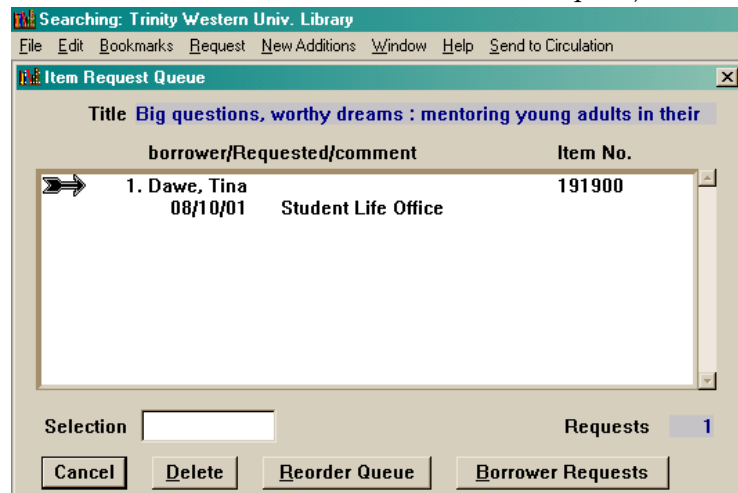 Searching: Trinity Western Univ. Library
File Edit Bookmarks Request New Additions Window Help Send to Circulation
Item Request Queue
Title Big questions, worthy dreams : mentoring young adults in their
borrower/Requested/comment Item No.
1. Dawe, Tina 191900
08/10/01 Student Life Office
Selection Requests 1
Cancel Delete Reorder Queue Borrower Requests